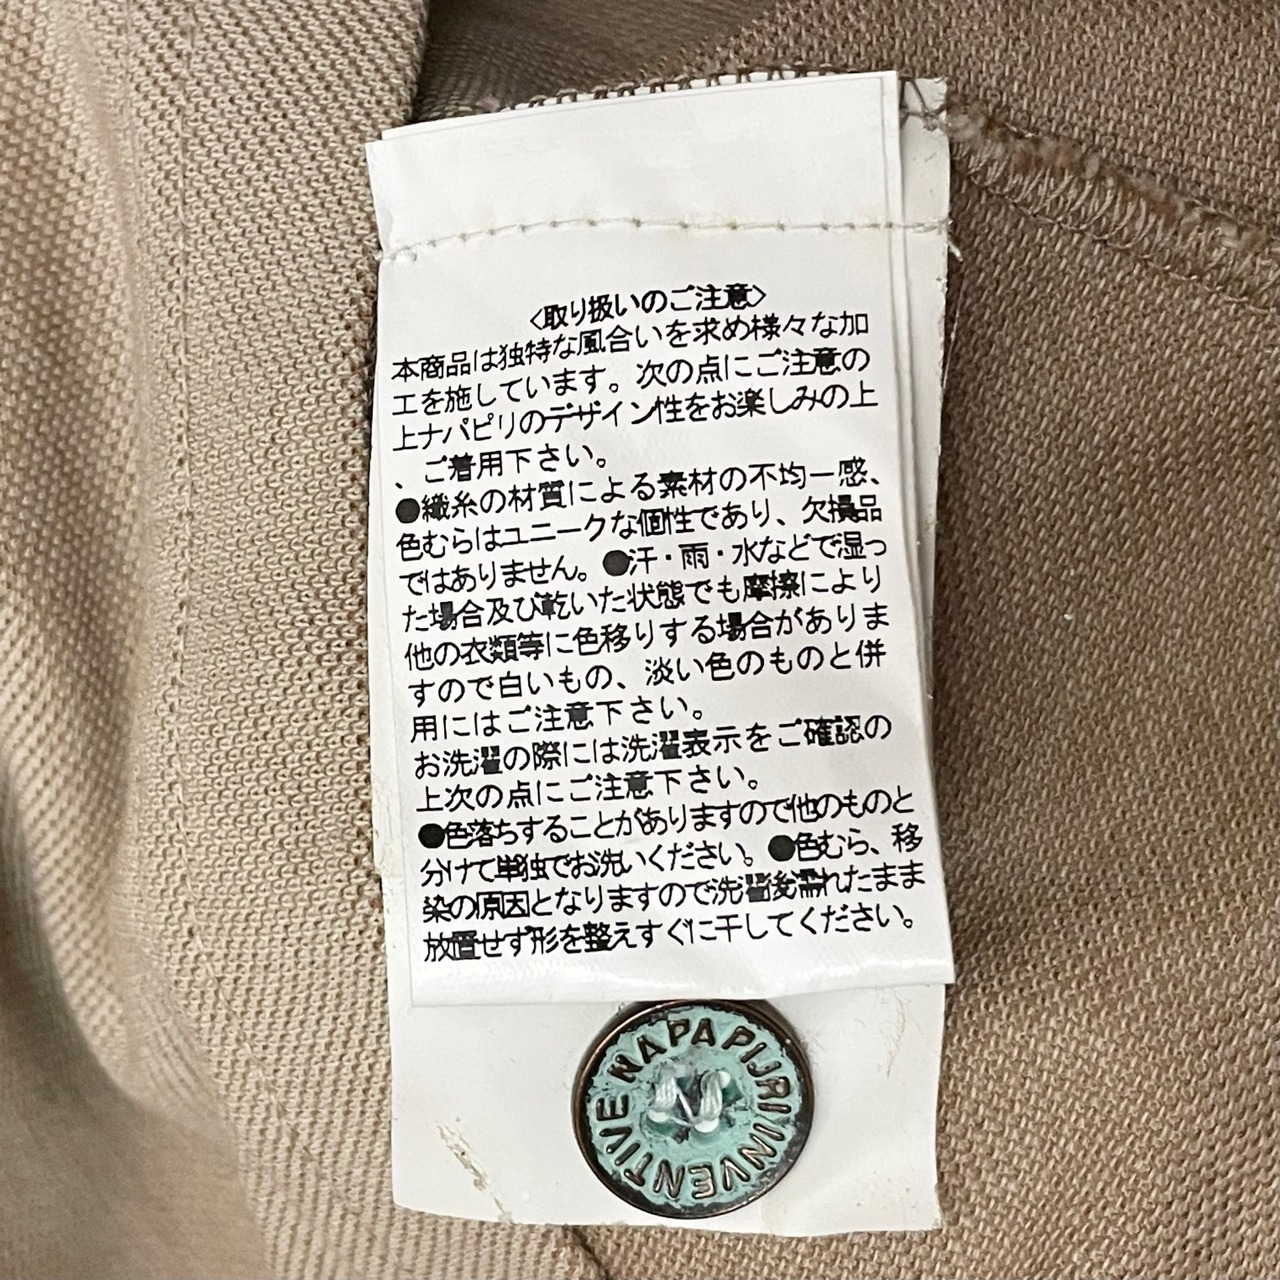 〈取り扱いのご注意〉
本商品は独特な風合いを求め様々な加
工を施しています。次の点にご注意の
上ナパピリのデザイン性をお楽しみの上
、ご着用下さい。
●繊糸の材質による素材の不均一感、
色むらはユニークな個性であり、欠損品
ではありません。●汗・雨・水などで湿っ
た場合及び乾いた状態でも摩擦により
他の衣類等に色移りする場合がありま
すので白いもの、淡い色のものと併
用にはご注意下さい。
お洗濯の際には洗濯表示をご確認の
上次の点にご注意下さい。
●色落ちすることがありますので他のものと
分けて単独でお洗いください。●色むら、移
染の原因となりますので洗濯後濡れたまま
放置せず形を整えすぐに干してください。
NAPAPIJRI INVENTIVE